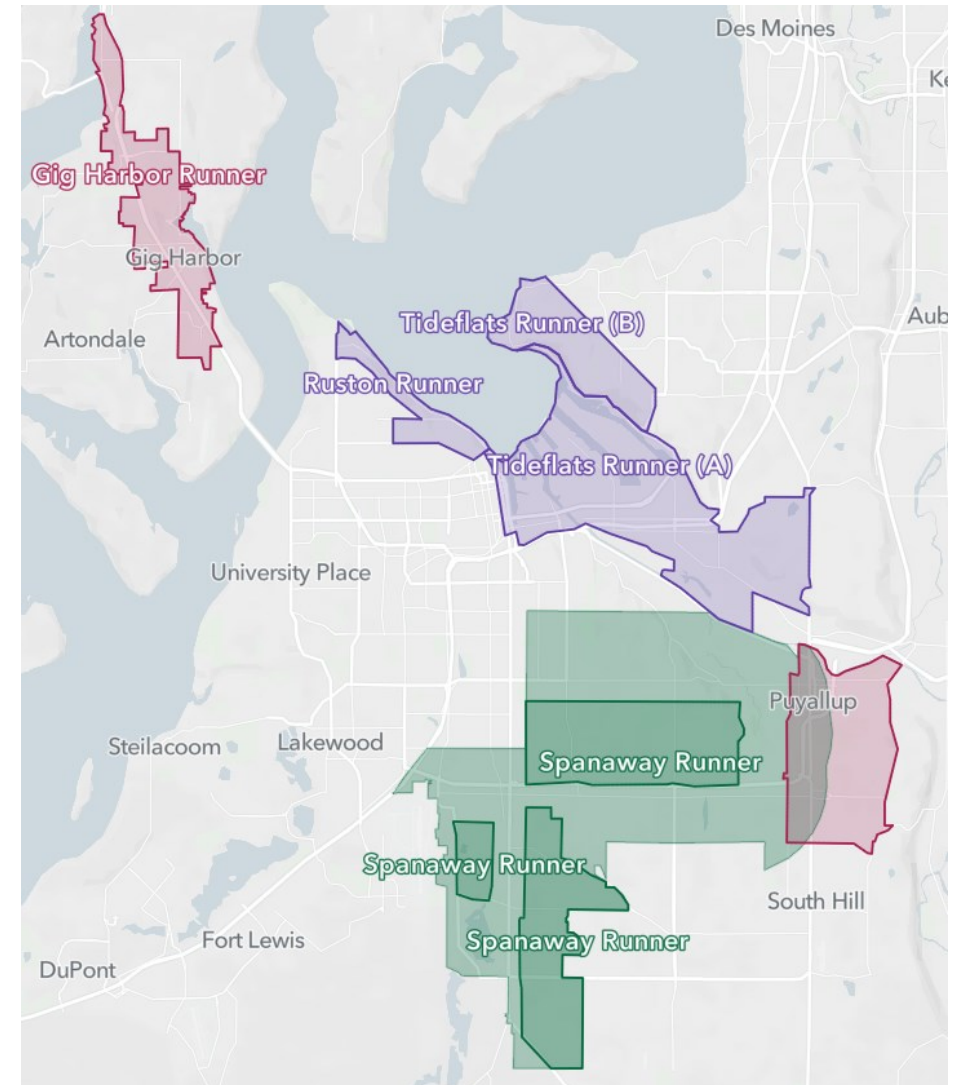 Des Moines
Ke
Gig Harbor Runner
Gig Harbor
Tideflats Runner (B)
Aub
Artondale
Ruston Runner
Tideflats Runner (A)
University Place
Puyallup
Steilacoom
Lakewood
Spanaway Runner
Spanaway Runner
South Hill
Fort Lewis
Spanaway Runner
DuPont